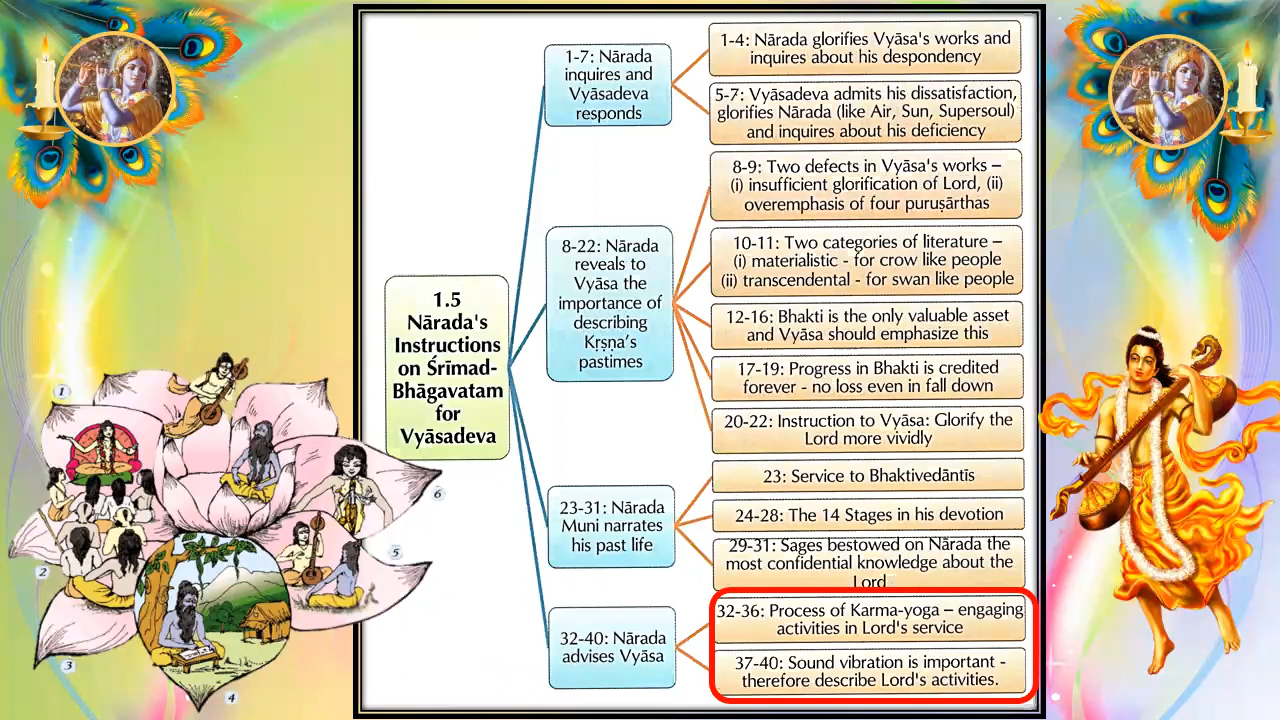 1.5
Nārada's
Instructions
on Śrīmad-
Bhāgavatam
for
Vyāsadeva
1-7: Nārada
inquires and
Vyāsadeva
responds
1-4: Nārada glorifies Vyāsa's works and
inquires about his despondency
5-7: Vyāsadeva admits his dissatisfaction,
glorifies Nārada (like Air, Sun, Supersoul)
and inquires about his deficiency
8-22: Nārada
reveals to
Vyāsa the
importance of
describing
Kṛṣṇa's
pastimes
8-9: Two defects in Vyāsa's works –
(i) insufficient glorification of Lord, (ii)
overemphasis of four puruṣārthas
10-11: Two categories of literature –
(i) materialistic - for crow like people
(ii) transcendental - for swan like people
12-16: Bhakti is the only valuable asset
and Vyāsa should emphasize this
17-19: Progress in Bhakti is credited
forever - no loss even in fall down
20-22: Instruction to Vyāsa: Glorify the
Lord more vividly
23-31: Nārada
Muni narrates
his past life
23: Service to Bhaktivedāntīs
24-28: The 14 Stages in his devotion
29-31: Sages bestowed on Nārada the
most confidential knowledge about the
Lord
32-40: Nārada
advises Vyāsa
32-36: Process of Karma-yoga – engaging
activities in Lord's service
37-40: Sound vibration is important -
therefore describe Lord's activities.
1
2
3
4
5
6